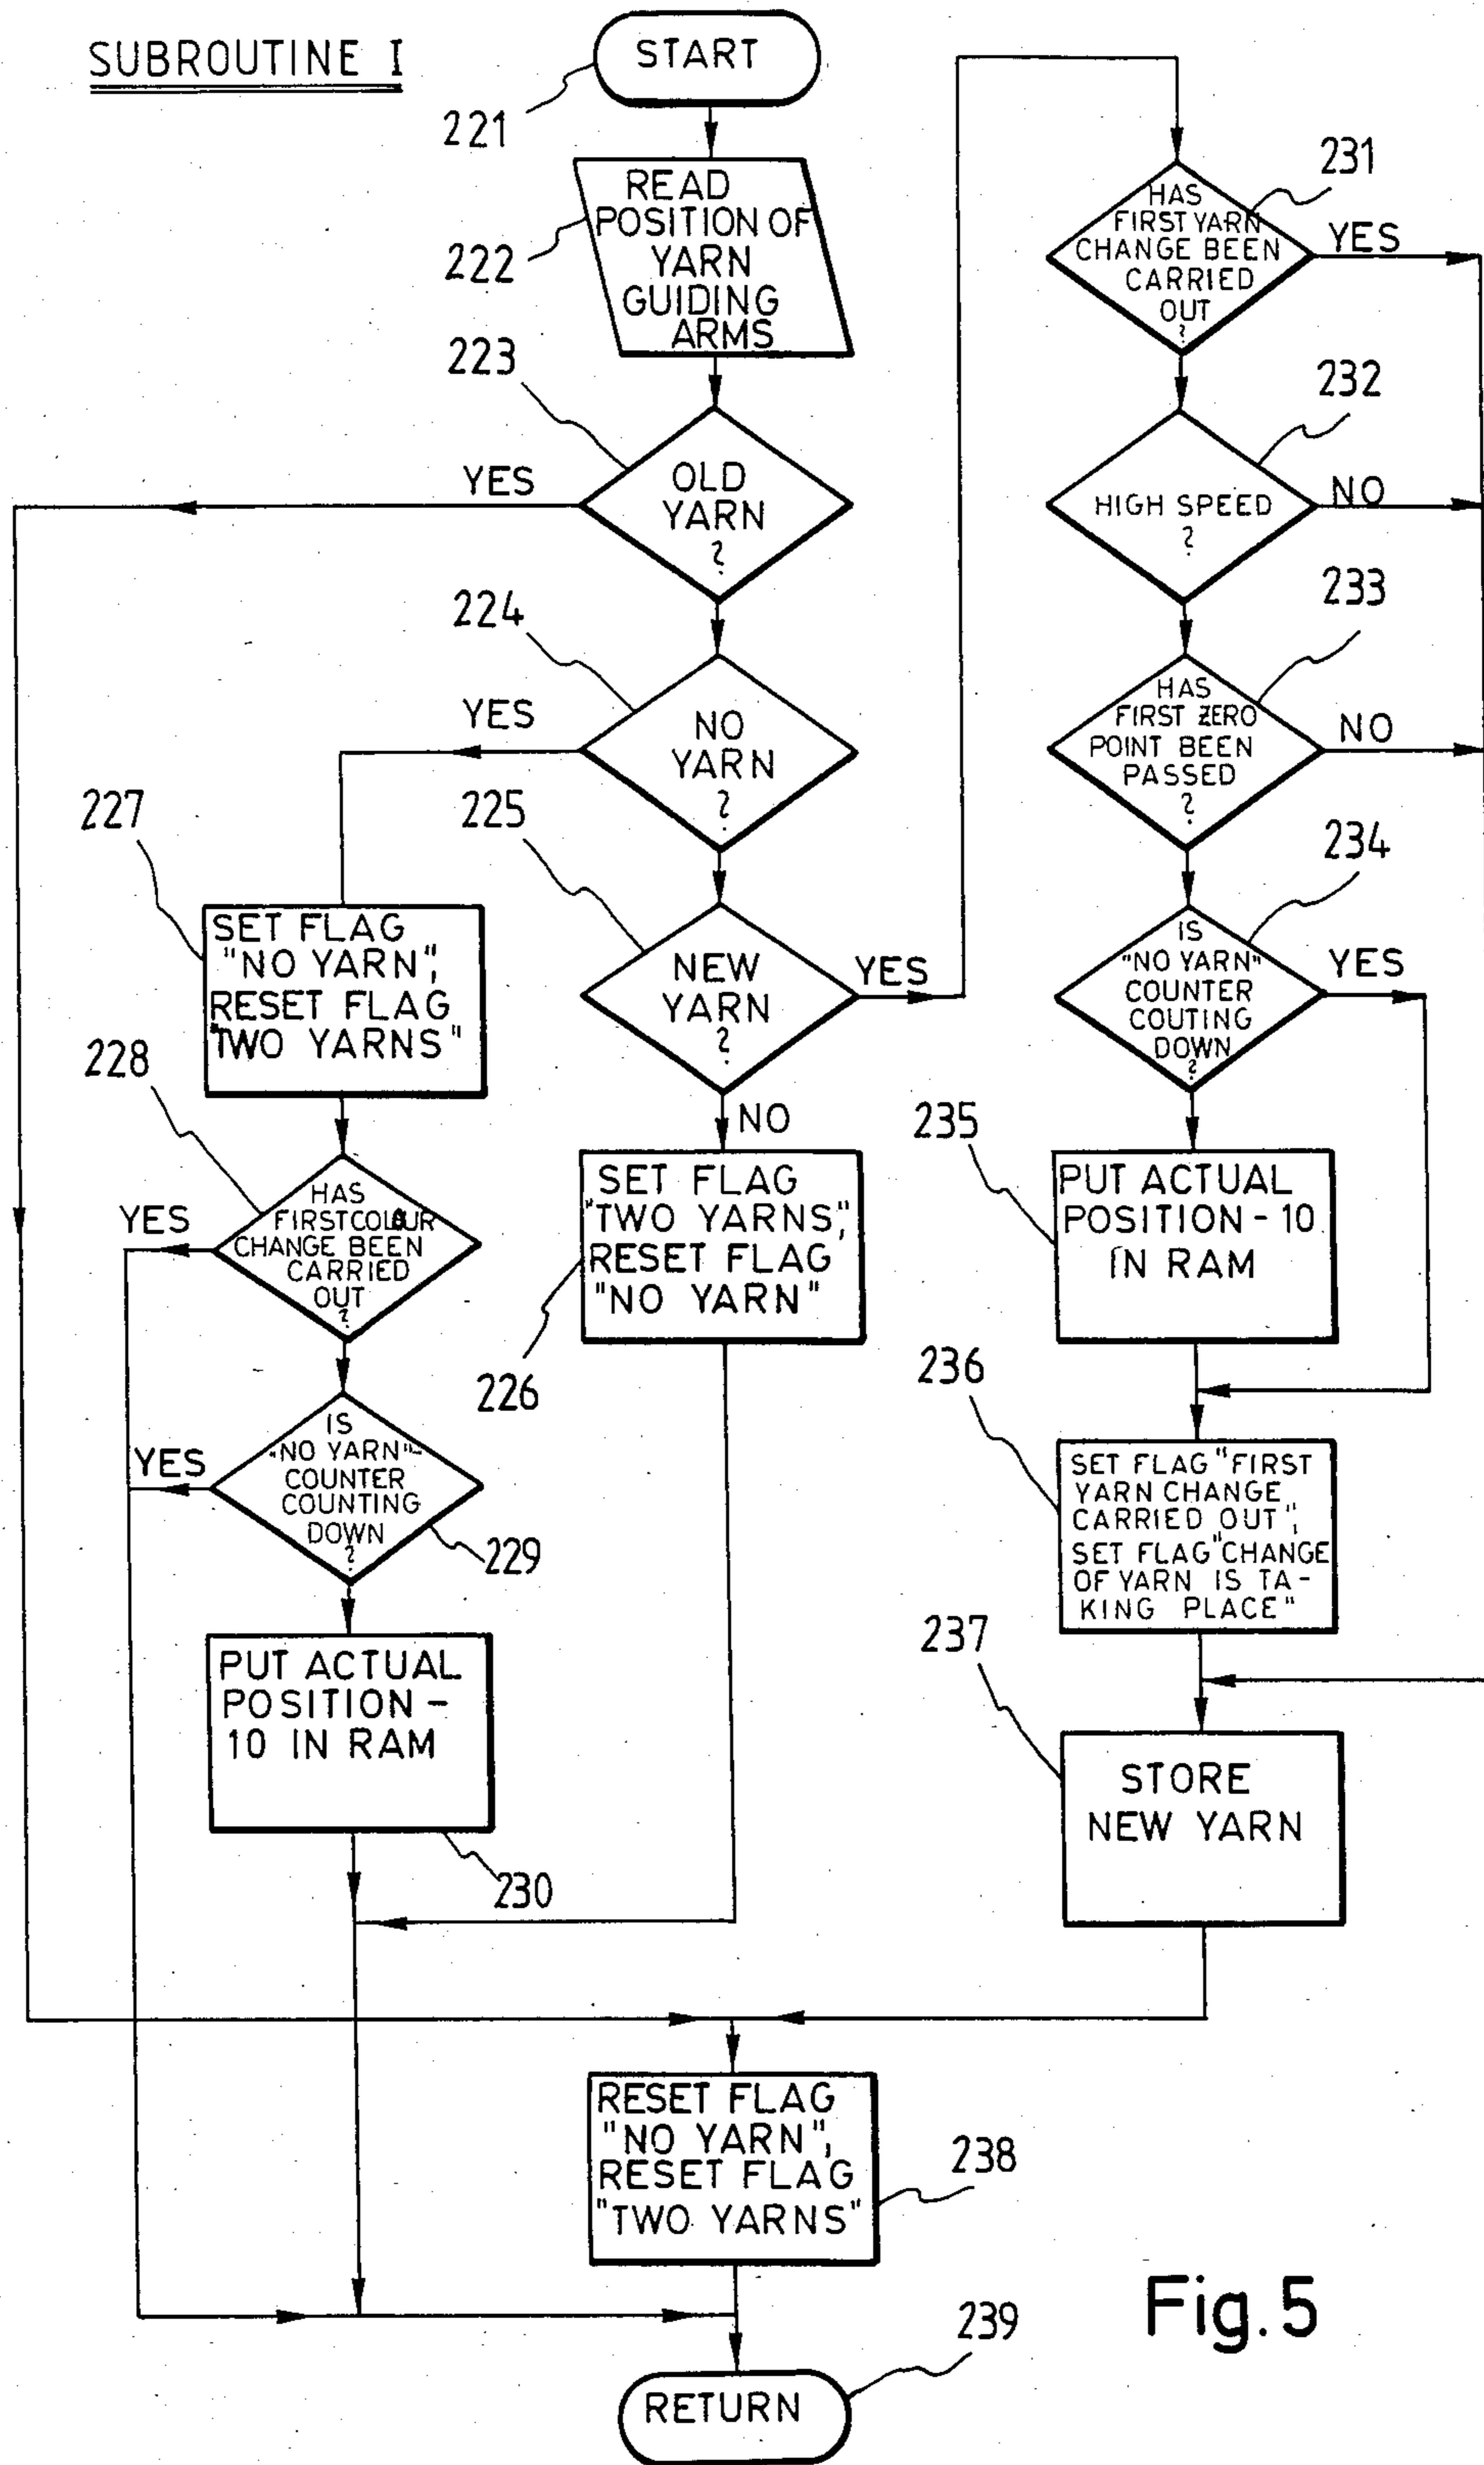 SUBROUTINE I
START
221
READ
POSITION OF
YARN
GUIDING
ARMS
222
223
OLD
YARN
?
YES
224
NO
YARN
?
YES
225
NEW
YARN
?
YES
NO
227
SET FLAG
"NO YARN",
RESET FLAG
"TWO YARNS"
228
HAS
FIRST COLOUR
CHANGE BEEN
CARRIED
OUT
?
YES
IS
"NO YARN"
COUNTER
COUNTING
DOWN
?
YES
229
PUT ACTUAL
POSITION -
10 IN RAM
230
SET FLAG
"TWO YARNS",
RESET FLAG
"NO YARN"
226
231
HAS
FIRST YARN
CHANGE BEEN
CARRIED
OUT
?
YES
232
HIGH SPEED
?
NO
233
HAS
FIRST ZERO
POINT BEEN
PASSED
?
NO
234
IS
"NO YARN"
COUNTER
COUTING
DOWN
?
YES
235
PUT ACTUAL
POSITION - 10
IN RAM
236
SET FLAG "FIRST
YARN CHANGE
CARRIED OUT",
SET FLAG "CHANGE
OF YARN IS TA-
KING PLACE"
237
STORE
NEW YARN
RESET FLAG
"NO YARN",
RESET FLAG
"TWO YARNS"
238
239
RETURN
Fig. 5